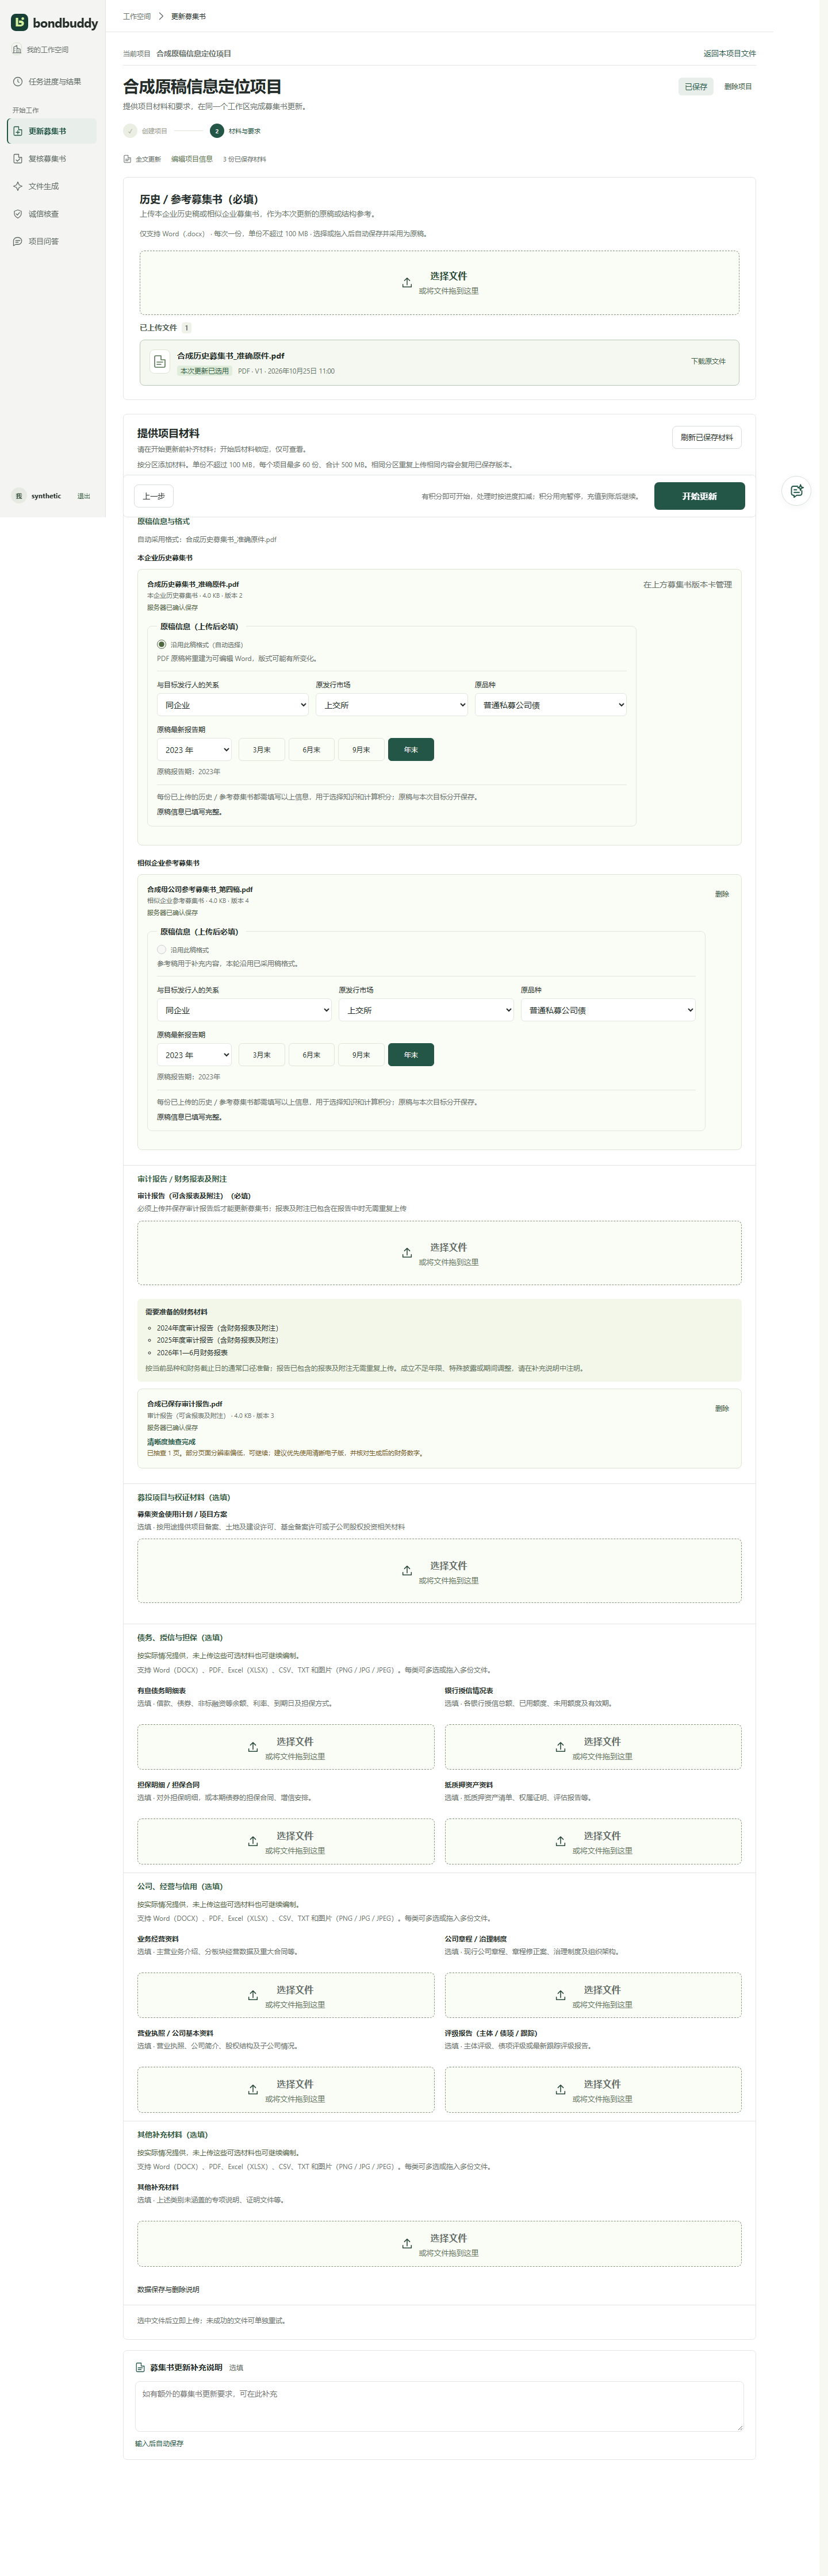 bondbuddy
我的工作空间
任务进度与结果
开始工作
更新募集书
复核募集书
文件生成
诚信核查
项目问答
我 synthetic 退出
工作空间 > 更新募集书
当前项目 合成原稿信息定位项目 返回本项目文件
合成原稿信息定位项目 已保存 删除项目
提供项目材料和要求，在同一个工作区完成募集书更新。
✓ 创建项目 2 材料与要求
全文更新 编辑项目信息 3 份已保存材料
历史 / 参考募集书（必填）
上传本企业历史稿或相似企业募集书，作为本次更新的原稿或结构参考。
仅支持 Word（.docx） · 每次一份，单份不超过 100 MB · 选择或拖入后自动保存并采用为原稿。
选择文件
或将文件拖到这里
已上传文件 1
合成历史募集书_准确原件.pdf
本次更新已选用 PDF · V1 · 2026年10月25日 11:00
下载原文件
提供项目材料
请在开始更新前补齐材料；开始后材料锁定，仅可查看。
刷新已保存材料
按分区添加材料。单份不超过 100 MB，每个项目最多 60 份，合计 500 MB。相同分区重复上传相同内容会复用已保存版本。
上一步 有积分即可开始，处理时按进度扣减；积分用完暂停，充值到账后继续。 开始更新
原稿信息与格式
自动采用格式：合成历史募集书_准确原件.pdf
本企业历史募集书
合成历史募集书_准确原件.pdf 在上方募集书版本卡管理
本企业历史募集书 · 4.0 KB · 版本 2
服务器已确认保存
原稿信息（上传后必填）
沿用此稿格式（自动选择）
PDF 原稿将重建为可编辑 Word，版式可能有所变化。
与目标发行人的关系 原发行市场 原品种
同企业 上交所 普通私募公司债
原稿最新报告期
2023 年 3月末 6月末 9月末 年末
原稿报告期：2023年
每份已上传的历史 / 参考募集书都需填写以上信息，用于选择知识和计算积分；原稿与本次目标分开保存。
原稿信息已填写完整。
相似企业参考募集书
合成母公司参考募集书_第四稿.pdf 删除
相似企业参考募集书 · 4.0 KB · 版本 4
服务器已确认保存
原稿信息（上传后必填）
沿用此稿格式
参考稿用于补充内容，本轮沿用已采用稿格式。
与目标发行人的关系 原发行市场 原品种
同企业 上交所 普通私募公司债
原稿最新报告期
2023 年 3月末 6月末 9月末 年末
原稿报告期：2023年
每份已上传的历史 / 参考募集书都需填写以上信息，用于选择知识和计算积分；原稿与本次目标分开保存。
原稿信息已填写完整。
审计报告 / 财务报表及附注
审计报告（可含报表及附注）（必填）
必须上传并保存审计报告后才能更新募集书；报表及附注已包含在报告中时无需重复上传
选择文件
或将文件拖到这里
需要准备的财务材料
2024年度审计报告（含财务报表及附注）
2025年度审计报告（含财务报表及附注）
2026年1—6月财务报表
按当前品种和财务截止日的通常口径准备；报告已包含的报表及附注无需重复上传。成立不足年限、特殊披露或期间调整，请在补充说明中注明。
合成已保存审计报告.pdf 删除
审计报告（可含报表及附注） · 4.0 KB · 版本 3
服务器已确认保存
清晰度抽查完成
已抽查 1 页。部分页面分辨率偏低，可继续；建议优先使用清晰电子版，并核对生成后的财务数字。
募投项目与权证材料（选填）
募集资金使用计划 / 项目方案
选填 · 按用途提供项目备案、土地及建设许可、基金备案许可或子公司股权投资相关材料
选择文件
或将文件拖到这里
债务、授信与担保（选填）
按实际情况提供，未上传这些可选材料也可继续编制。
支持 Word（DOCX）、PDF、Excel（XLSX）、CSV、TXT 和图片（PNG / JPG / JPEG）。每类可多选或拖入多份文件。
有息债务明细表 银行授信情况表
选填 · 借款、债券、非标融资等余额、利率、到期日及担保方式。 选填 · 各银行授信总额、已用额度、未用额度及有效期。
选择文件 选择文件
或将文件拖到这里 或将文件拖到这里
担保明细 / 担保合同 抵质押资产资料
选填 · 对外担保明细，或本期债券的担保合同、增信安排。 选填 · 抵质押资产清单、权属证明、评估报告等。
选择文件 选择文件
或将文件拖到这里 或将文件拖到这里
公司、经营与信用（选填）
按实际情况提供，未上传这些可选材料也可继续编制。
支持 Word（DOCX）、PDF、Excel（XLSX）、CSV、TXT 和图片（PNG / JPG / JPEG）。每类可多选或拖入多份文件。
业务经营资料 公司章程 / 治理制度
选填 · 主营业务介绍、分板块经营数据及重大合同等。 选填 · 现行公司章程、章程修正案、治理制度及组织架构。
选择文件 选择文件
或将文件拖到这里 或将文件拖到这里
营业执照 / 公司基本资料 评级报告（主体 / 债项 / 跟踪）
选填 · 营业执照、公司简介、股权结构及子公司情况。 选填 · 主体评级、债项评级或最新跟踪评级报告。
选择文件 选择文件
或将文件拖到这里 或将文件拖到这里
其他补充材料（选填）
按实际情况提供，未上传这些可选材料也可继续编制。
支持 Word（DOCX）、PDF、Excel（XLSX）、CSV、TXT 和图片（PNG / JPG / JPEG）。每类可多选或拖入多份文件。
其他补充材料
选填 · 上述类别未涵盖的专项说明、证明文件等。
选择文件
或将文件拖到这里
数据保存与删除说明
选中文件后立即上传；未成功的文件可单独重试。
募集书更新补充说明 选填
如有额外的募集书更新要求，可在此补充
输入后自动保存